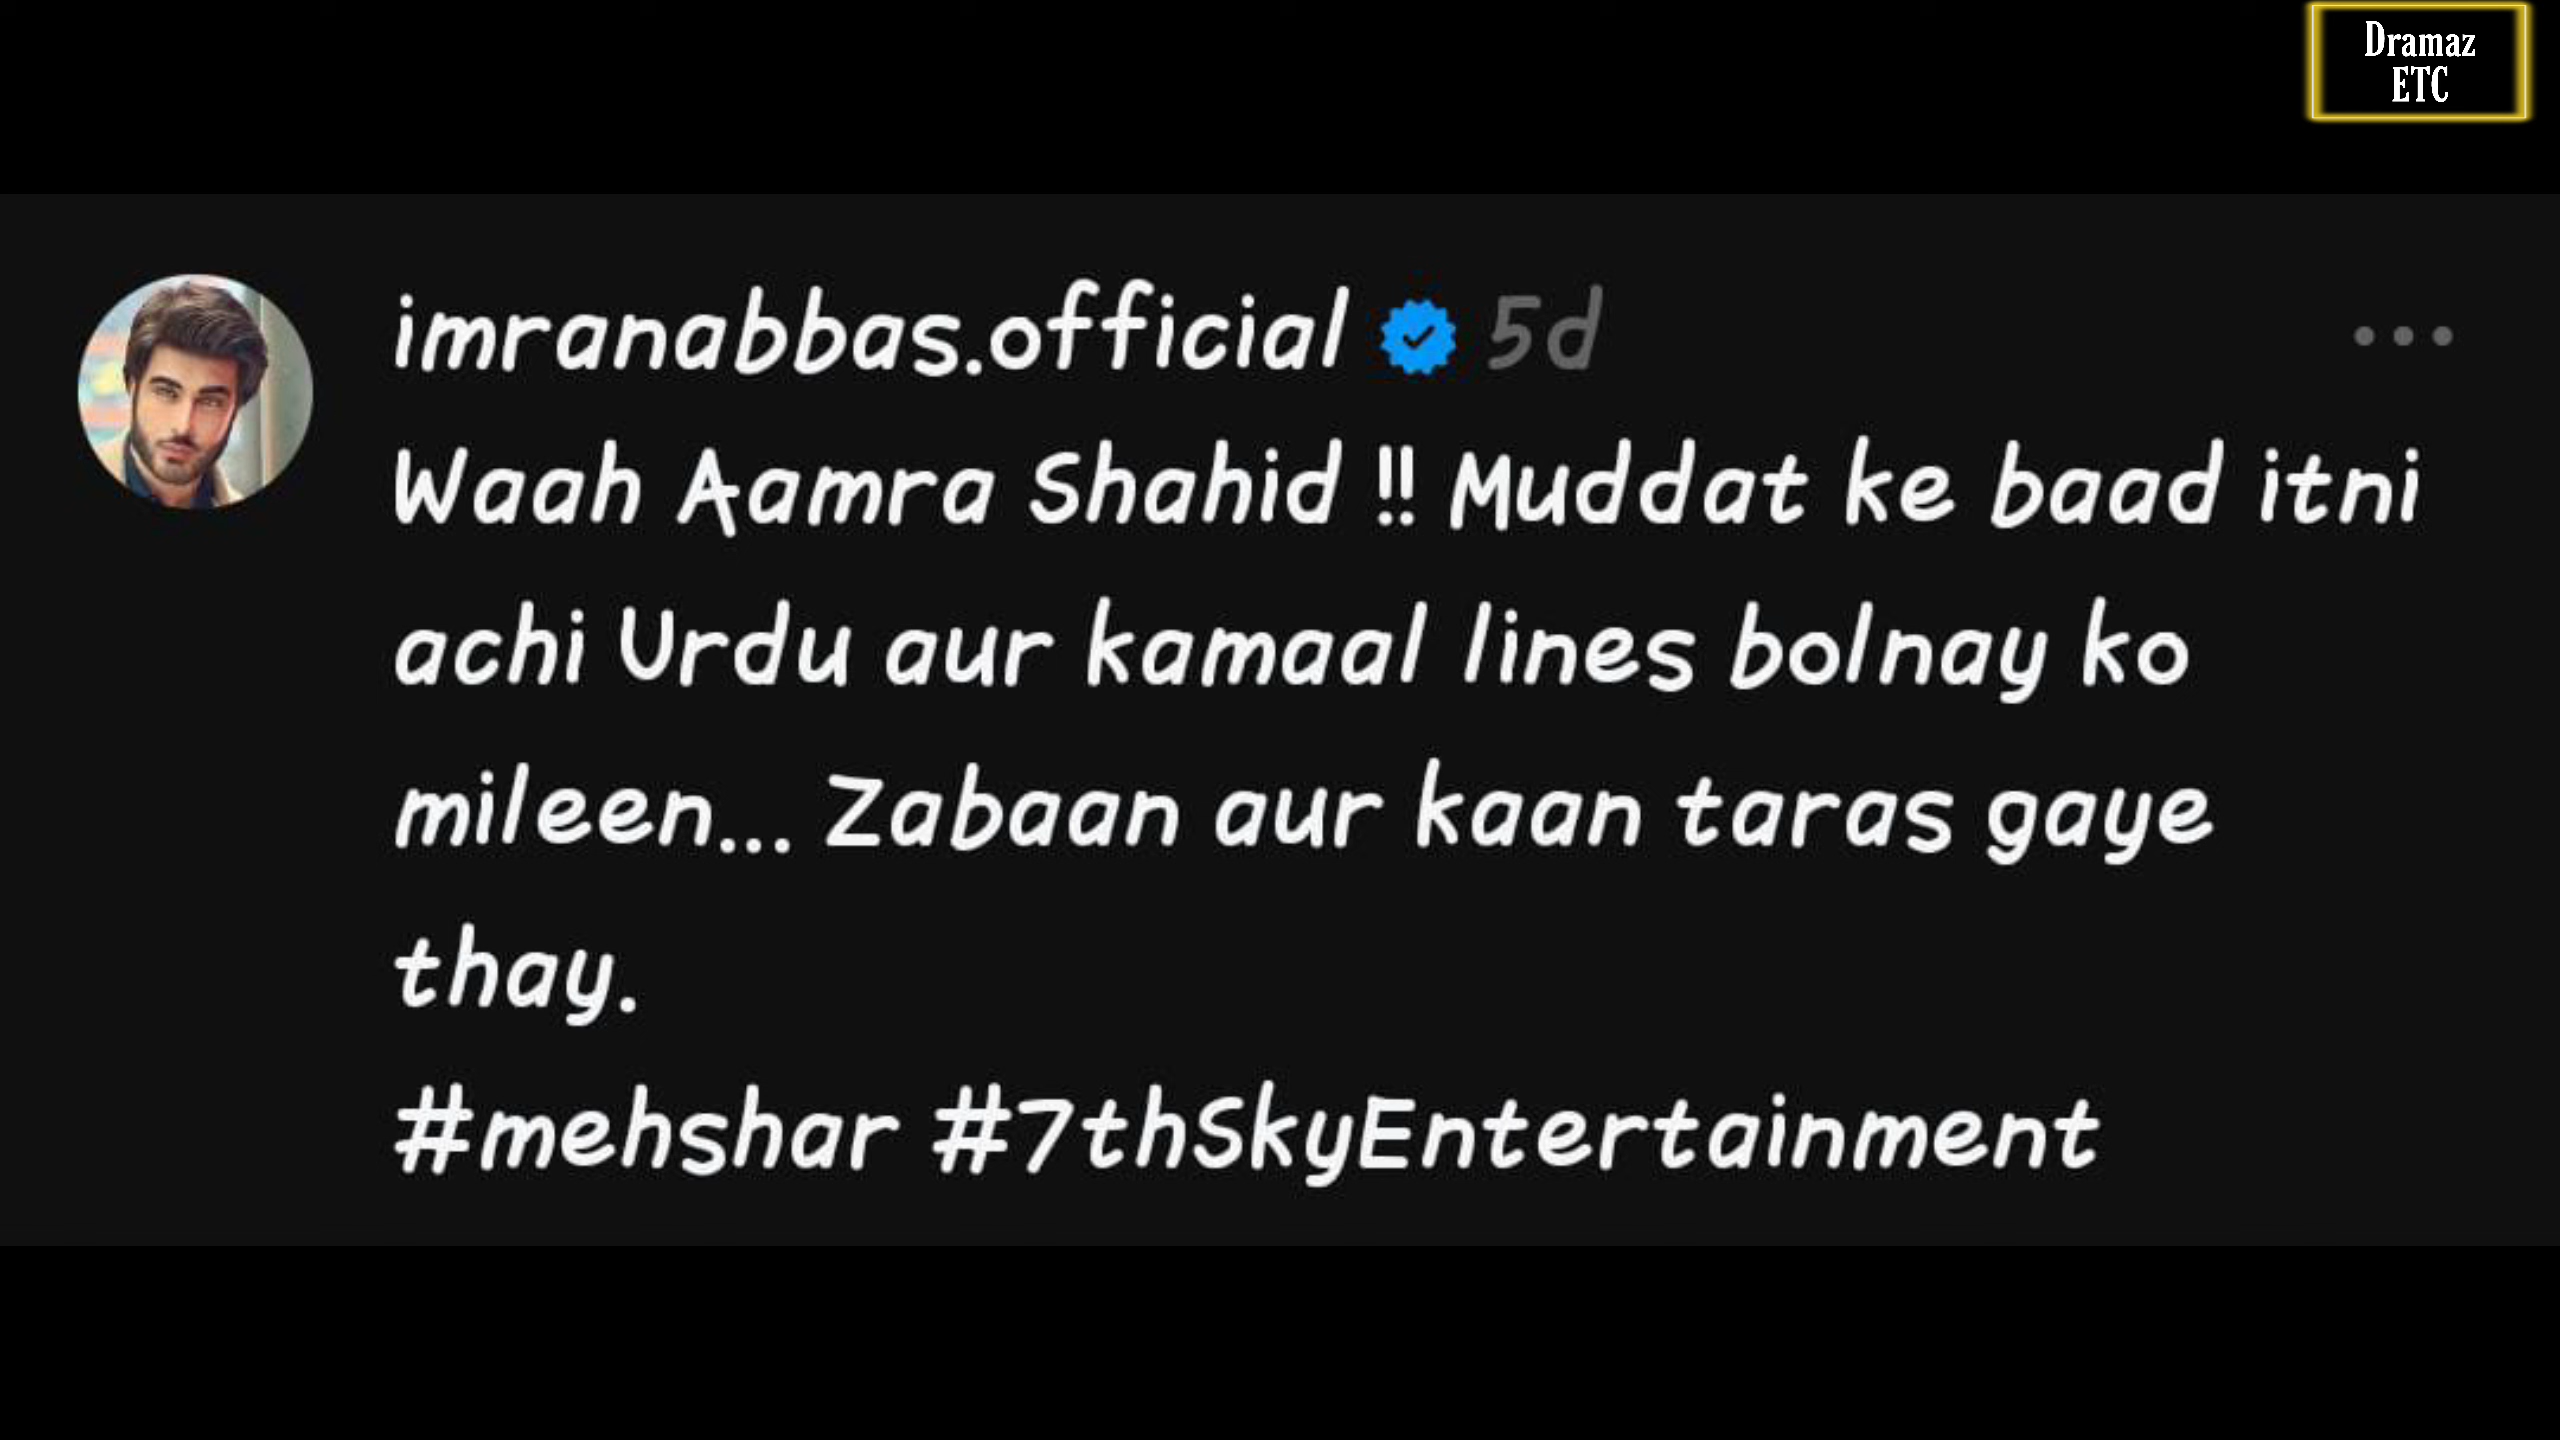 Dramaz
ETC
imranabbas.official 5d
Waah Aamra Shahid !! Muddat ke baad itni
achi Urdu aur kamaal lines bolnay ko
mileen... Zabaan aur kaan taras gaye
thay.
#mehshar #7thSkyEntertainment